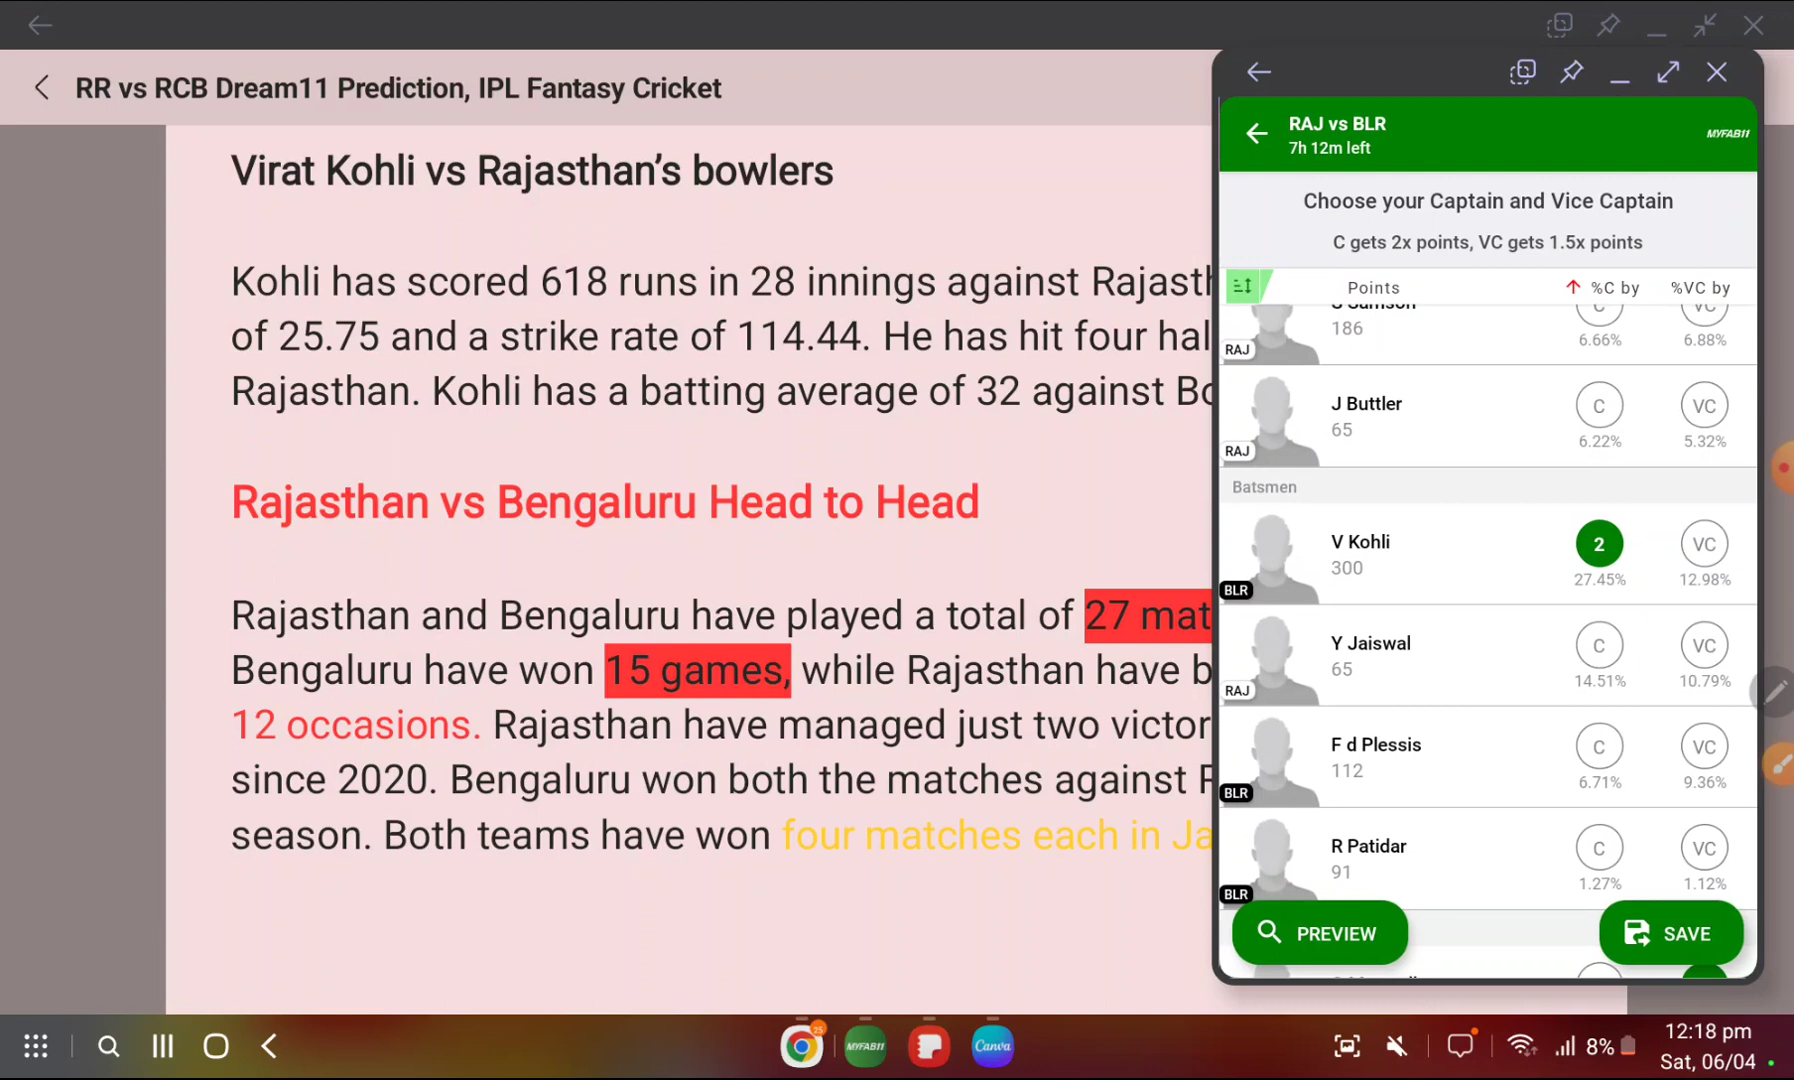 RR vs RCB Dream11 Prediction, IPL Fantasy Cricket
Virat Kohli vs Rajasthan’s bowlers
Kohli has scored 618 runs in 28 innings against Rajasth
of 25.75 and a strike rate of 114.44. He has hit four hal
Rajasthan. Kohli has a batting average of 32 against Bo
Rajasthan vs Bengaluru Head to Head
Rajasthan and Bengaluru have played a total of 27 mat
Bengaluru have won 15 games, while Rajasthan have b
12 occasions. Rajasthan have managed just two victor
since 2020. Bengaluru won both the matches against R
season. Both teams have won four matches each in Ja
RAJ vs BLR
7h 12m left
MYFAB11
Choose your Captain and Vice Captain
C gets 2x points, VC gets 1.5x points
Points %C by %VC by
S Samson C VC
186
RAJ 6.66% 6.88%
J Buttler C VC
65
RAJ 6.22% 5.32%
Batsmen
V Kohli 2 VC
300
BLR 27.45% 12.98%
Y Jaiswal C VC
65
RAJ 14.51% 10.79%
F d Plessis C VC
112
BLR 6.71% 9.36%
R Patidar C VC
91
BLR 1.27% 1.12%
PREVIEW SAVE
25
MYFAB11 Canva
8%
12:18 pm
Sat, 06/04